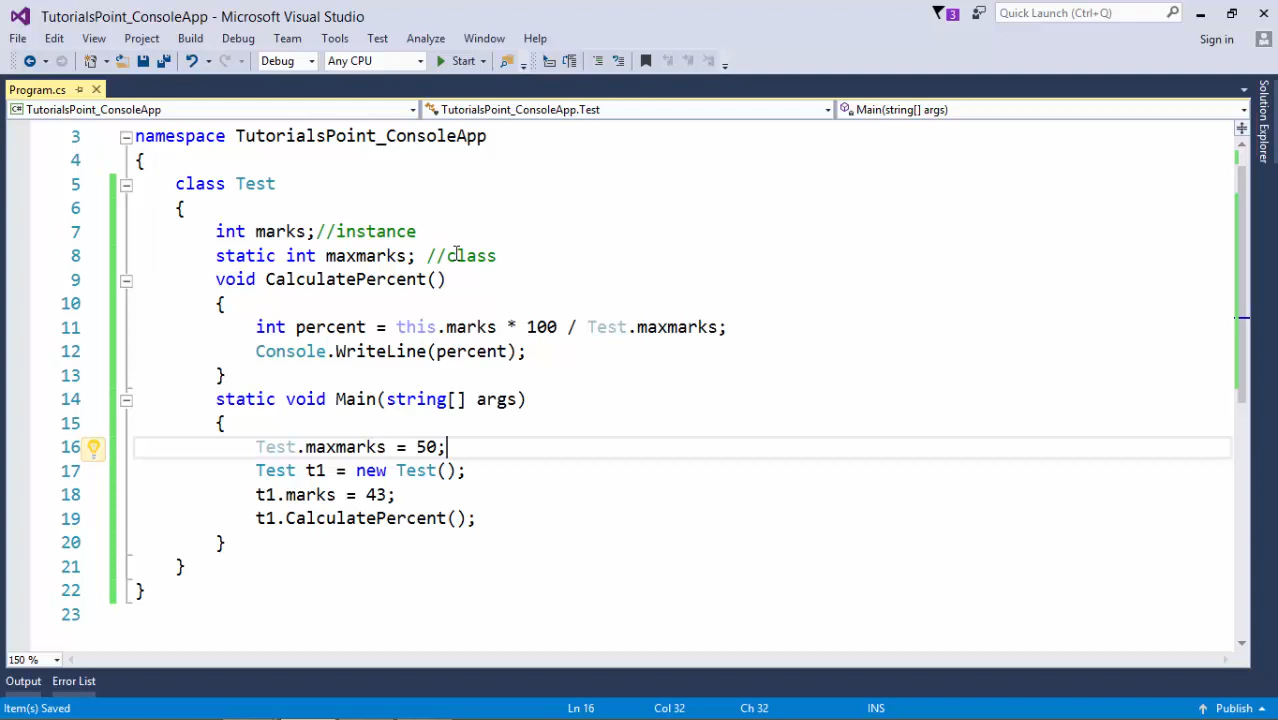 TutorialsPoint_ConsoleApp - Microsoft Visual Studio
3
Quick Launch (Ctrl+Q)
File Edit View Project Build Debug Team Tools Test Analyze Window Help
Sign in
Debug Any CPU Start
Program.cs
TutorialsPoint_ConsoleApp TutorialsPoint_ConsoleApp.Test Main(string[] args)
Solution Explorer
3 namespace TutorialsPoint_ConsoleApp
4 {
5 class Test
6 {
7 int marks;//instance
8 static int maxmarks; //class
9 void CalculatePercent()
10 {
11 int percent = this.marks * 100 / Test.maxmarks;
12 Console.WriteLine(percent);
13 }
14 static void Main(string[] args)
15 {
16 Test.maxmarks = 50;
17 Test t1 = new Test();
18 t1.marks = 43;
19 t1.CalculatePercent();
20 }
21 }
22 }
23
150 %
Output Error List
Item(s) Saved Ln 16 Col 32 Ch 32 INS Publish